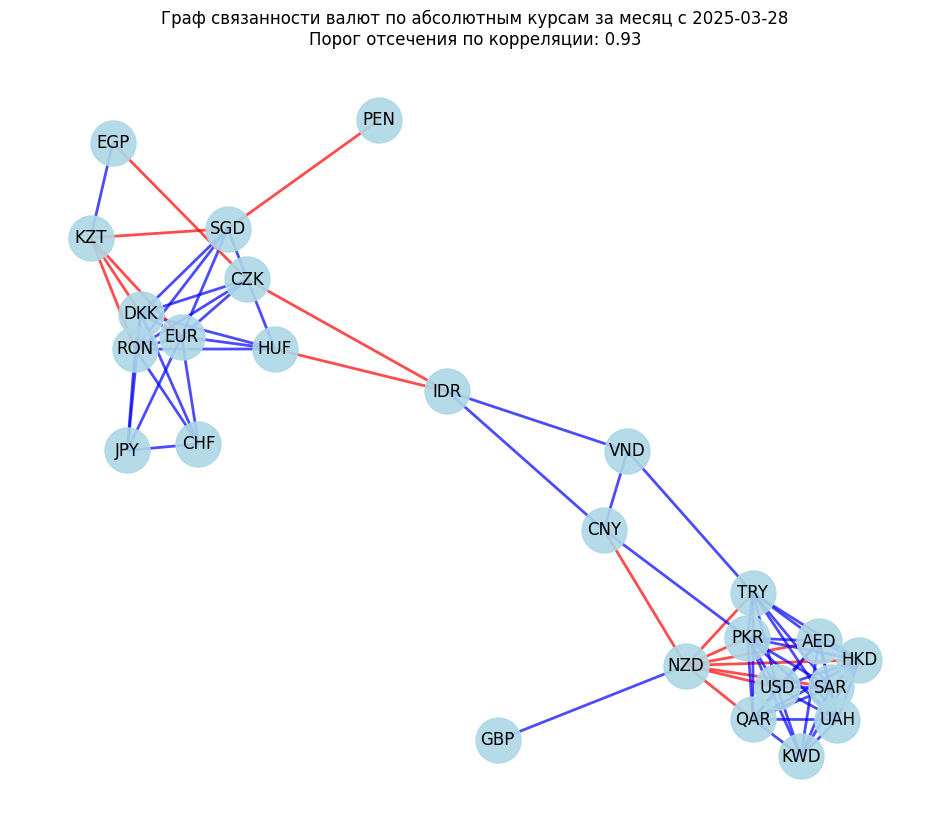 Граф связанности валют по абсолютным курсам за месяц с 2025-03-28
Порог отсечения по корреляции: 0.93
PEN
EGP
SGD
KZT
CZK
DKK
EUR
RON
HUF
IDR
JPY
CHF
VND
CNY
TRY
PKR
AED
HKD
NZD
USD
SAR
QAR
UAH
GBP
KWD